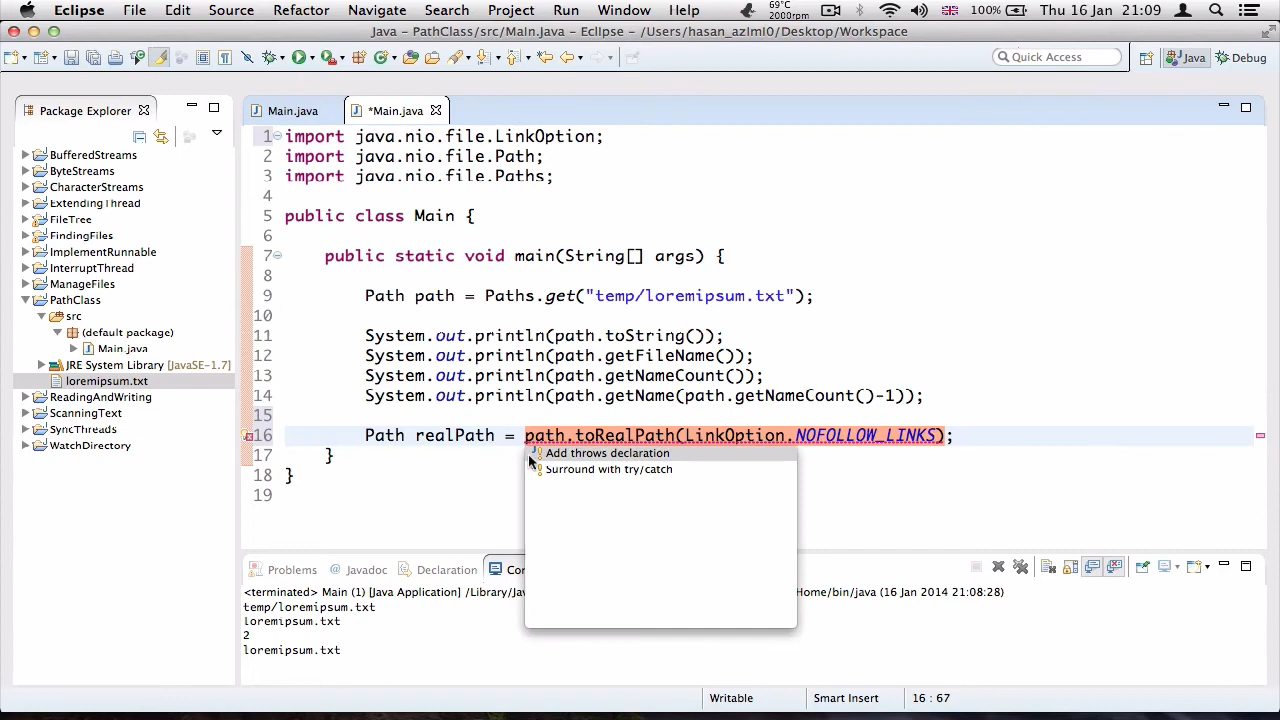 Eclipse File Edit Source Refactor Navigate Search Project Run Window Help 69°C 2000rpm 100% Thu 16 Jan 21:09
Java - PathClass/src/Main.java - Eclipse - /Users/hasan_azimi0/Desktop/Workspace
Quick Access Java Debug
Package Explorer
BufferedStreams
ByteStreams
CharacterStreams
ExtendingThread
FileTree
FindingFiles
ImplementRunnable
InterruptThread
ManageFiles
PathClass
src
(default package)
Main.java
JRE System Library [JavaSE-1.7]
loremipsum.txt
ReadingAndWriting
ScanningText
SyncThreads
WatchDirectory
Main.java *Main.java
1 import java.nio.file.LinkOption;
2 import java.nio.file.Path;
3 import java.nio.file.Paths;
4
5 public class Main {
6
7 public static void main(String[] args) {
8
9 Path path = Paths.get("temp/loremipsum.txt");
10
11 System.out.println(path.toString());
12 System.out.println(path.getFileName());
13 System.out.println(path.getNameCount());
14 System.out.println(path.getName(path.getNameCount()-1));
15
16 Path realPath = path.toRealPath(LinkOption.NOFOLLOW_LINKS);
17 }
18 }
19
Add throws declaration
Surround with try/catch
Problems @ Javadoc Declaration Con
<terminated> Main (1) [Java Application] /Library/Jav Home/bin/java (16 Jan 2014 21:08:28)
temp/loremipsum.txt
loremipsum.txt
2
loremipsum.txt
Writable Smart Insert 16 : 67